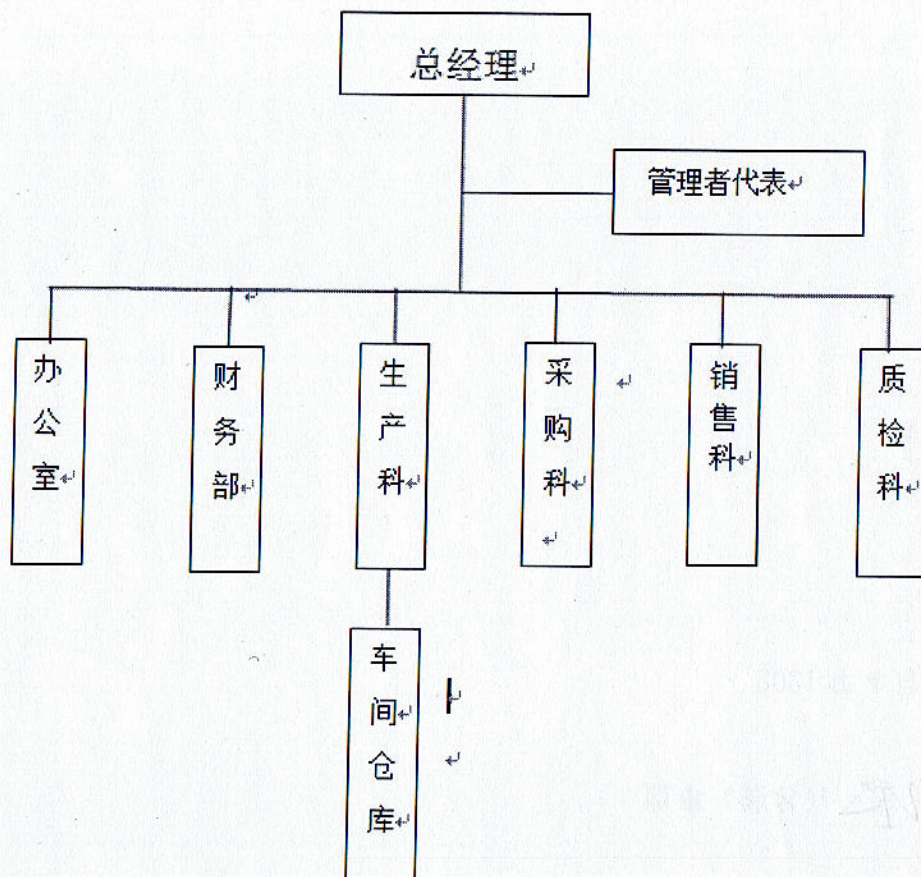 总经理
管理者代表
办公室
财务部
生产科
采购科
销售科
质检科
车间仓库